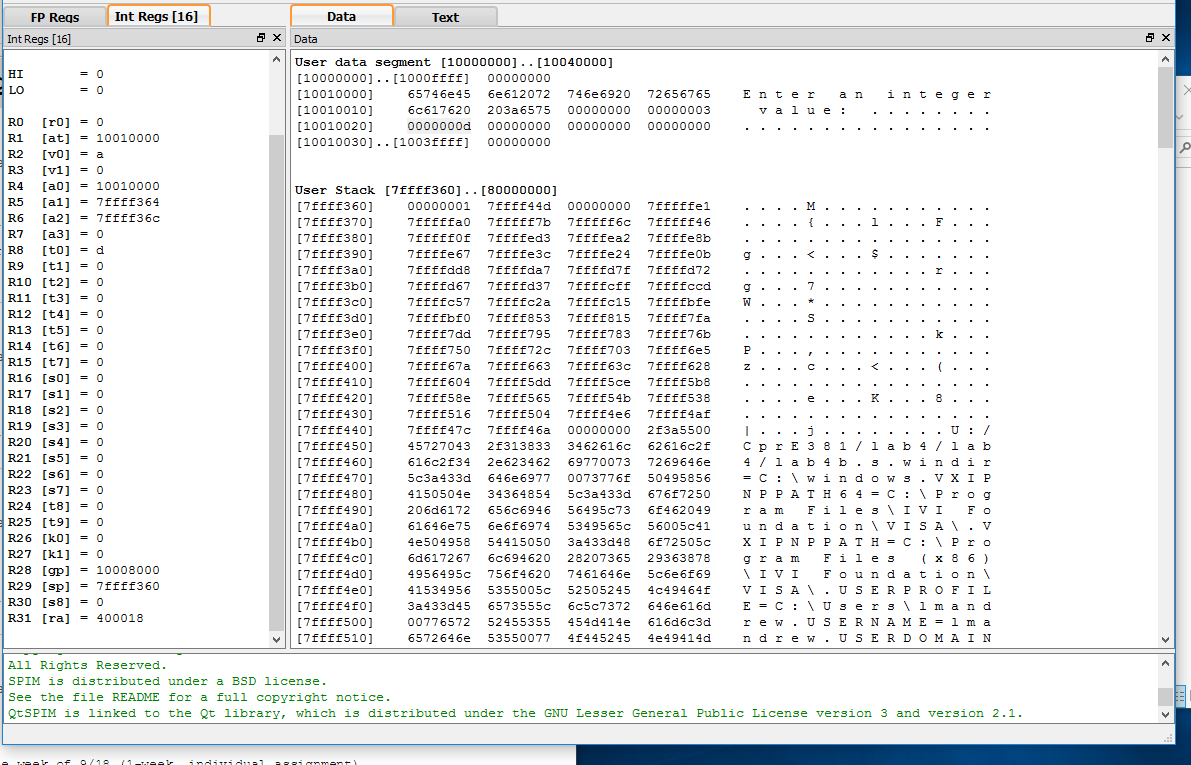 FP Regs Int Regs [16] Data Text
Int Regs [16] Data
HI = 0
LO = 0
R0 [r0] = 0
R1 [at] = 10010000
R2 [v0] = a
R3 [v1] = 0
R4 [a0] = 10010000
R5 [a1] = 7ffff364
R6 [a2] = 7ffff36c
R7 [a3] = 0
R8 [t0] = d
R9 [t1] = 0
R10 [t2] = 0
R11 [t3] = 0
R12 [t4] = 0
R13 [t5] = 0
R14 [t6] = 0
R15 [t7] = 0
R16 [s0] = 0
R17 [s1] = 0
R18 [s2] = 0
R19 [s3] = 0
R20 [s4] = 0
R21 [s5] = 0
R22 [s6] = 0
R23 [s7] = 0
R24 [t8] = 0
R25 [t9] = 0
R26 [k0] = 0
R27 [k1] = 0
R28 [gp] = 10008000
R29 [sp] = 7ffff360
R30 [s8] = 0
R31 [ra] = 400018
User data segment [10000000]..[10040000]
[10000000]..[1000ffff] 00000000
[10010000] 65746e45 6e612072 746e6920 72656765 E n t e r a n i n t e g e r
[10010010] 6c617620 203a6575 00000000 00000003 v a l u e : . . . . . . . .
[10010020] 0000000d 00000000 00000000 00000000 . . . . . . . . . . . . . . . .
[10010030]..[1003ffff] 00000000
User Stack [7ffff360]..[80000000]
[7ffff360] 00000001 7ffff44d 00000000 7fffffe1 . . . . M . . . . . . . . . . .
[7ffff370] 7fffffa0 7fffff7b 7fffff6c 7fffff46 . . . . { . . . l . . . F . . .
[7ffff380] 7fffff0f 7ffffed3 7ffffea2 7ffffe8b . . . . . . . . . . . . . . . .
[7ffff390] 7ffffe67 7ffffe3c 7ffffe24 7ffffe0b g . . . < . . . $ . . . . . . .
[7ffff3a0] 7ffffdd8 7ffffda7 7ffffd7f 7ffffd72 . . . . . . . . . . . . r . . .
[7ffff3b0] 7ffffd67 7ffffd37 7ffffcff 7ffffccd g . . . 7 . . . . . . . . . . .
[7ffff3c0] 7ffffc57 7ffffc2a 7ffffc15 7ffffbfe W . . . * . . . . . . . . . . .
[7ffff3d0] 7ffffbf0 7ffff853 7ffff815 7ffff7fa . . . . S . . . . . . . . . . .
[7ffff3e0] 7ffff7dd 7ffff795 7ffff783 7ffff76b . . . . . . . . . . . . k . . .
[7ffff3f0] 7ffff750 7ffff72c 7ffff703 7ffff6e5 P . . . , . . . . . . . . . . .
[7ffff400] 7ffff67a 7ffff663 7ffff63c 7ffff628 z . . . c . . . < . . . ( . . .
[7ffff410] 7ffff604 7ffff5dd 7ffff5ce 7ffff5b8 . . . . . . . . . . . . . . . .
[7ffff420] 7ffff58e 7ffff565 7ffff54b 7ffff538 . . . . e . . . K . . . 8 . . .
[7ffff430] 7ffff516 7ffff504 7ffff4e6 7ffff4af . . . . . . . . . . . . . . . .
[7ffff440] 7ffff47c 7ffff46a 00000000 2f3a5500 | . . . j . . . . . . . . U : /
[7ffff450] 45727043 2f313833 3462616c 62616c2f C p r E 3 8 1 / l a b 4 / l a b
[7ffff460] 616c2f34 2e623462 69770073 7269646e 4 / l a b 4 b . s . w i n d i r
[7ffff470] 5c3a433d 646e6977 0073776f 50495856 = C : \ w i n d o w s . V X I P
[7ffff480] 4150504e 34364854 5c3a433d 676f7250 N P P A T H 6 4 = C : \ P r o g
[7ffff490] 206d6172 656c6946 56495c73 6f462049 r a m F i l e s \ I V I F o
[7ffff4a0] 61646e75 6e6f6974 5349565c 56005c41 u n d a t i o n \ V I S A \ . V
[7ffff4b0] 4e504958 54415050 3a433d48 6f72505c X I P N P P A T H = C : \ P r o
[7ffff4c0] 6d617267 6c694620 28207365 29363878 g r a m F i l e s ( x 8 6 )
[7ffff4d0] 4956495c 756f4620 7461646e 5c6e6f69 \ I V I F o u n d a t i o n \
[7ffff4e0] 41534956 5355005c 52505245 4c49464f V I S A \ . U S E R P R O F I L
[7ffff4f0] 3a433d45 6573555c 6c5c7372 646e616d E = C : \ U s e r s \ l m a n d
[7ffff500] 00776572 52455355 454d414e 616d6c3d r e w . U S E R N A M E = l m a
[7ffff510] 6572646e 53550077 4f445245 4e49414d n d r e w . U S E R D O M A I N
All Rights Reserved.
SPIM is distributed under a BSD license.
See the file README for a full copyright notice.
QtSPIM is linked to the Qt library, which is distributed under the GNU Lesser General Public License version 3 and version 2.1.
week of 9/18 (1-week, individual assignment)